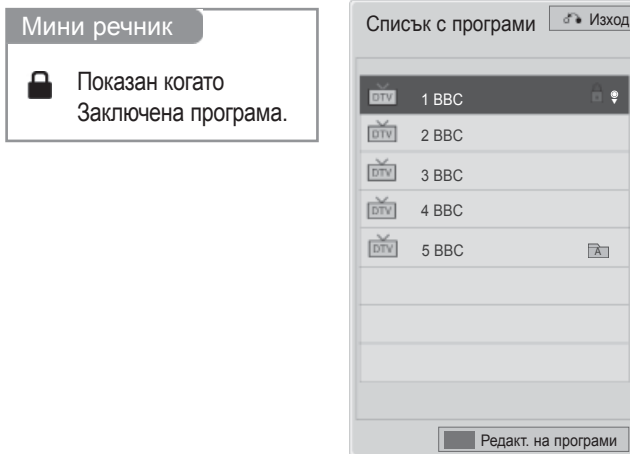 Мини речник
Показан когато
Заключена програма.
Списък с програми
Изход
DTV 1 BBC
DTV 2 BBC
DTV 3 BBC
DTV 4 BBC
DTV 5 BBC A
Редакт. на програми